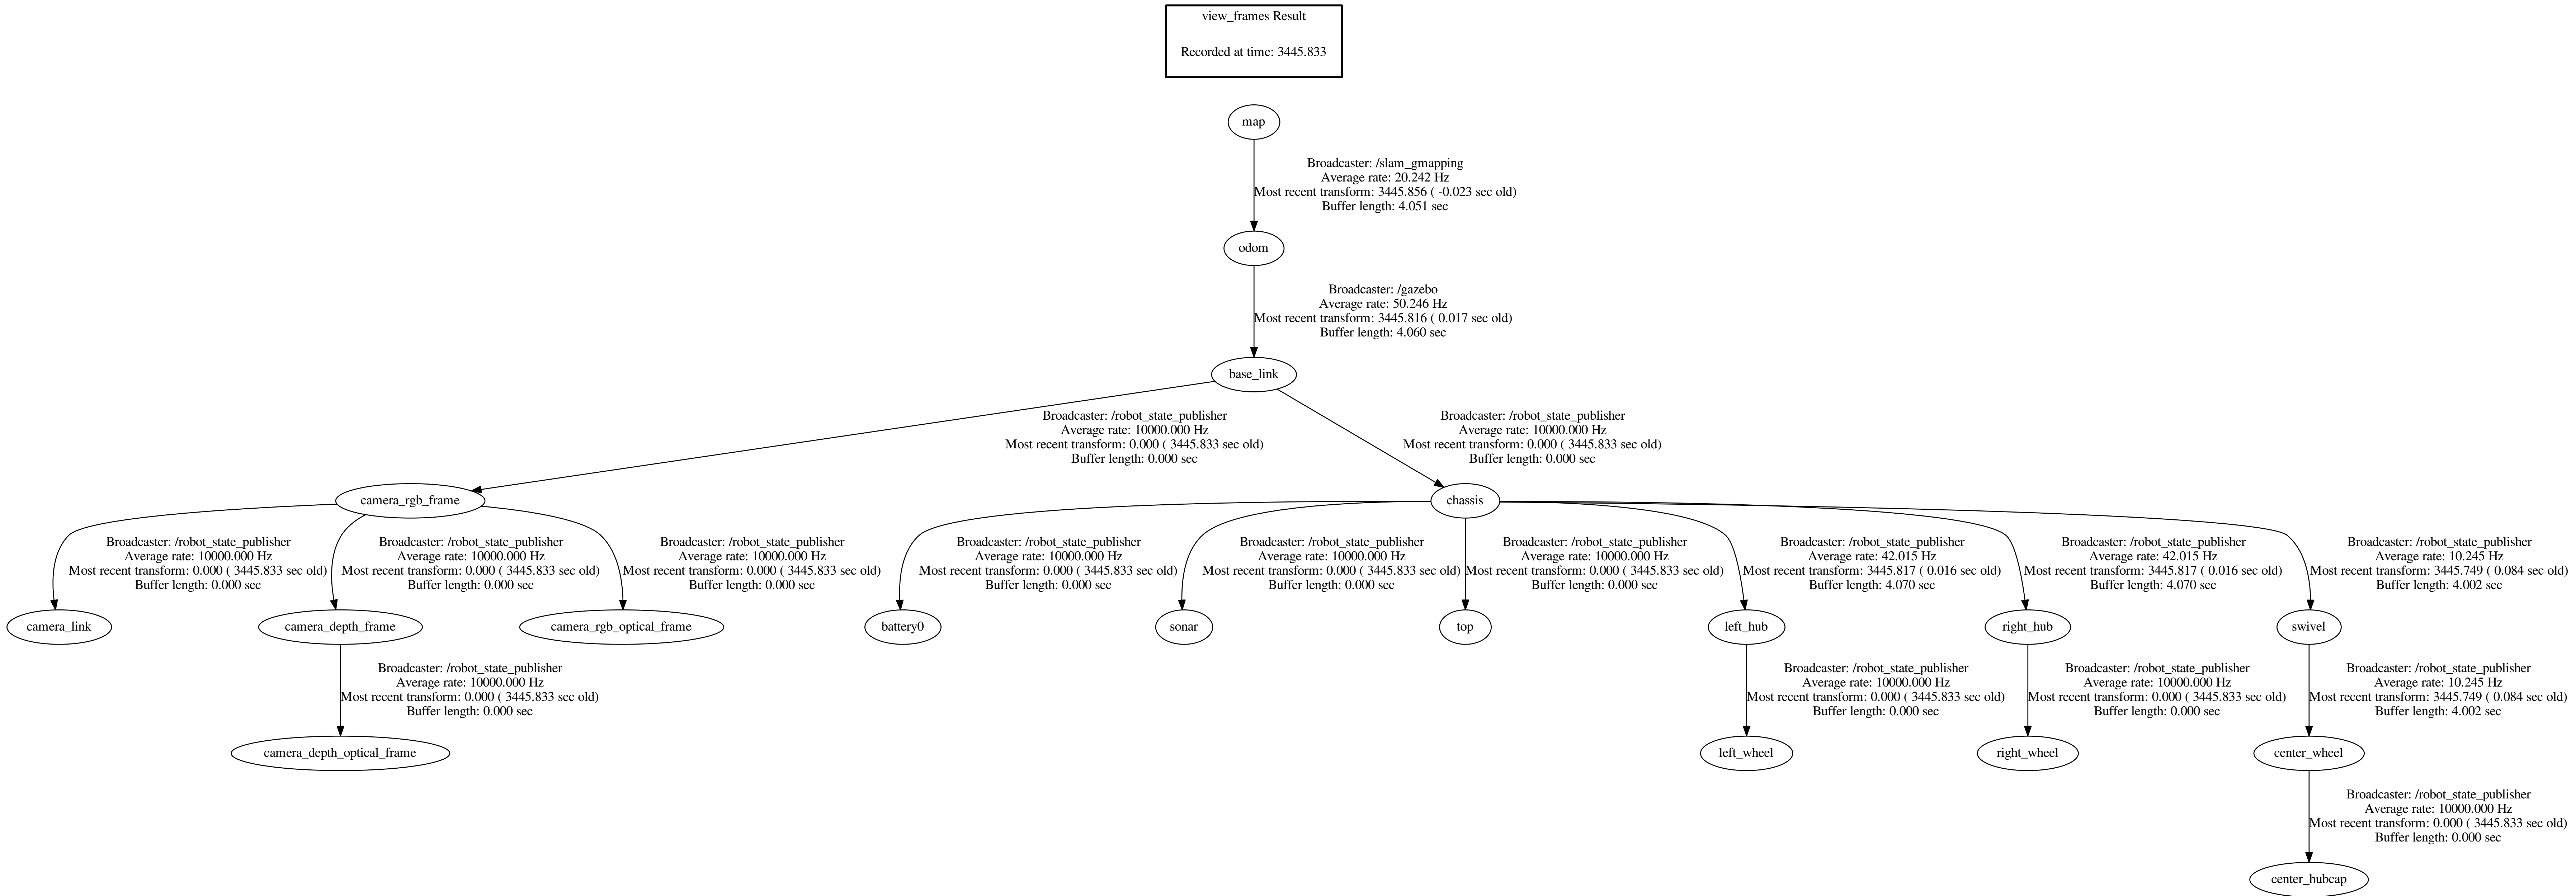 view_frames Result
Recorded at time: 3445.833
map
Broadcaster: /slam_gmapping
Average rate: 20.242 Hz
Most recent transform: 3445.856 ( -0.023 sec old)
Buffer length: 4.051 sec
odom
Broadcaster: /gazebo
Average rate: 50.246 Hz
Most recent transform: 3445.816 ( 0.017 sec old)
Buffer length: 4.060 sec
base_link
Broadcaster: /robot_state_publisher
Average rate: 10000.000 Hz
Most recent transform: 0.000 ( 3445.833 sec old)
Buffer length: 0.000 sec
Broadcaster: /robot_state_publisher
Average rate: 10000.000 Hz
Most recent transform: 0.000 ( 3445.833 sec old)
Buffer length: 0.000 sec
camera_rgb_frame
chassis
Broadcaster: /robot_state_publisher
Average rate: 10000.000 Hz
Most recent transform: 0.000 ( 3445.833 sec old)
Buffer length: 0.000 sec
Broadcaster: /robot_state_publisher
Average rate: 10000.000 Hz
Most recent transform: 0.000 ( 3445.833 sec old)
Buffer length: 0.000 sec
Broadcaster: /robot_state_publisher
Average rate: 10000.000 Hz
Most recent transform: 0.000 ( 3445.833 sec old)
Buffer length: 0.000 sec
Broadcaster: /robot_state_publisher
Average rate: 10000.000 Hz
Most recent transform: 0.000 ( 3445.833 sec old)
Buffer length: 0.000 sec
Broadcaster: /robot_state_publisher
Average rate: 10000.000 Hz
Most recent transform: 0.000 ( 3445.833 sec old)
Buffer length: 0.000 sec
Broadcaster: /robot_state_publisher
Average rate: 10000.000 Hz
Most recent transform: 0.000 ( 3445.833 sec old)
Buffer length: 0.000 sec
Broadcaster: /robot_state_publisher
Average rate: 42.015 Hz
Most recent transform: 3445.817 ( 0.016 sec old)
Buffer length: 4.070 sec
Broadcaster: /robot_state_publisher
Average rate: 42.015 Hz
Most recent transform: 3445.817 ( 0.016 sec old)
Buffer length: 4.070 sec
Broadcaster: /robot_state_publisher
Average rate: 10.245 Hz
Most recent transform: 3445.749 ( 0.084 sec old)
Buffer length: 4.002 sec
camera_link
camera_depth_frame
camera_rgb_optical_frame
battery0
sonar
top
left_hub
right_hub
swivel
Broadcaster: /robot_state_publisher
Average rate: 10000.000 Hz
Most recent transform: 0.000 ( 3445.833 sec old)
Buffer length: 0.000 sec
Broadcaster: /robot_state_publisher
Average rate: 10000.000 Hz
Most recent transform: 0.000 ( 3445.833 sec old)
Buffer length: 0.000 sec
Broadcaster: /robot_state_publisher
Average rate: 10000.000 Hz
Most recent transform: 0.000 ( 3445.833 sec old)
Buffer length: 0.000 sec
Broadcaster: /robot_state_publisher
Average rate: 10.245 Hz
Most recent transform: 3445.749 ( 0.084 sec old)
Buffer length: 4.002 sec
camera_depth_optical_frame
left_wheel
right_wheel
center_wheel
Broadcaster: /robot_state_publisher
Average rate: 10000.000 Hz
Most recent transform: 0.000 ( 3445.833 sec old)
Buffer length: 0.000 sec
center_hubcap